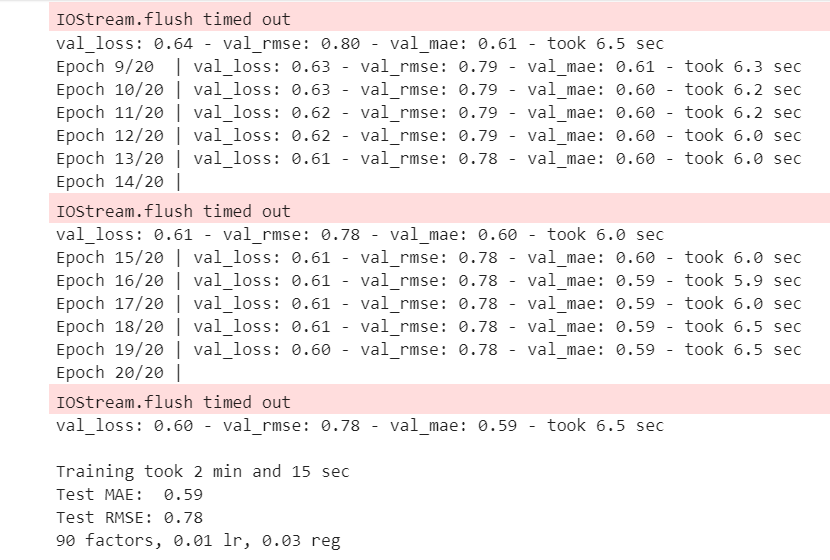 IOStream.flush timed out
val_loss: 0.64 - val_rmse: 0.80 - val_mae: 0.61 - took 6.5 sec
Epoch 9/20  | val_loss: 0.63 - val_rmse: 0.79 - val_mae: 0.61 - took 6.3 sec
Epoch 10/20 | val_loss: 0.63 - val_rmse: 0.79 - val_mae: 0.60 - took 6.2 sec
Epoch 11/20 | val_loss: 0.62 - val_rmse: 0.79 - val_mae: 0.60 - took 6.2 sec
Epoch 12/20 | val_loss: 0.62 - val_rmse: 0.79 - val_mae: 0.60 - took 6.0 sec
Epoch 13/20 | val_loss: 0.61 - val_rmse: 0.78 - val_mae: 0.60 - took 6.0 sec
Epoch 14/20 |
IOStream.flush timed out
val_loss: 0.61 - val_rmse: 0.78 - val_mae: 0.60 - took 6.0 sec
Epoch 15/20 | val_loss: 0.61 - val_rmse: 0.78 - val_mae: 0.60 - took 6.0 sec
Epoch 16/20 | val_loss: 0.61 - val_rmse: 0.78 - val_mae: 0.59 - took 5.9 sec
Epoch 17/20 | val_loss: 0.61 - val_rmse: 0.78 - val_mae: 0.59 - took 6.0 sec
Epoch 18/20 | val_loss: 0.61 - val_rmse: 0.78 - val_mae: 0.59 - took 6.5 sec
Epoch 19/20 | val_loss: 0.60 - val_rmse: 0.78 - val_mae: 0.59 - took 6.5 sec
Epoch 20/20 |
IOStream.flush timed out
val_loss: 0.60 - val_rmse: 0.78 - val_mae: 0.59 - took 6.5 sec
Training took 2 min and 15 sec
Test MAE:  0.59
Test RMSE: 0.78
90 factors, 0.01 lr, 0.03 reg